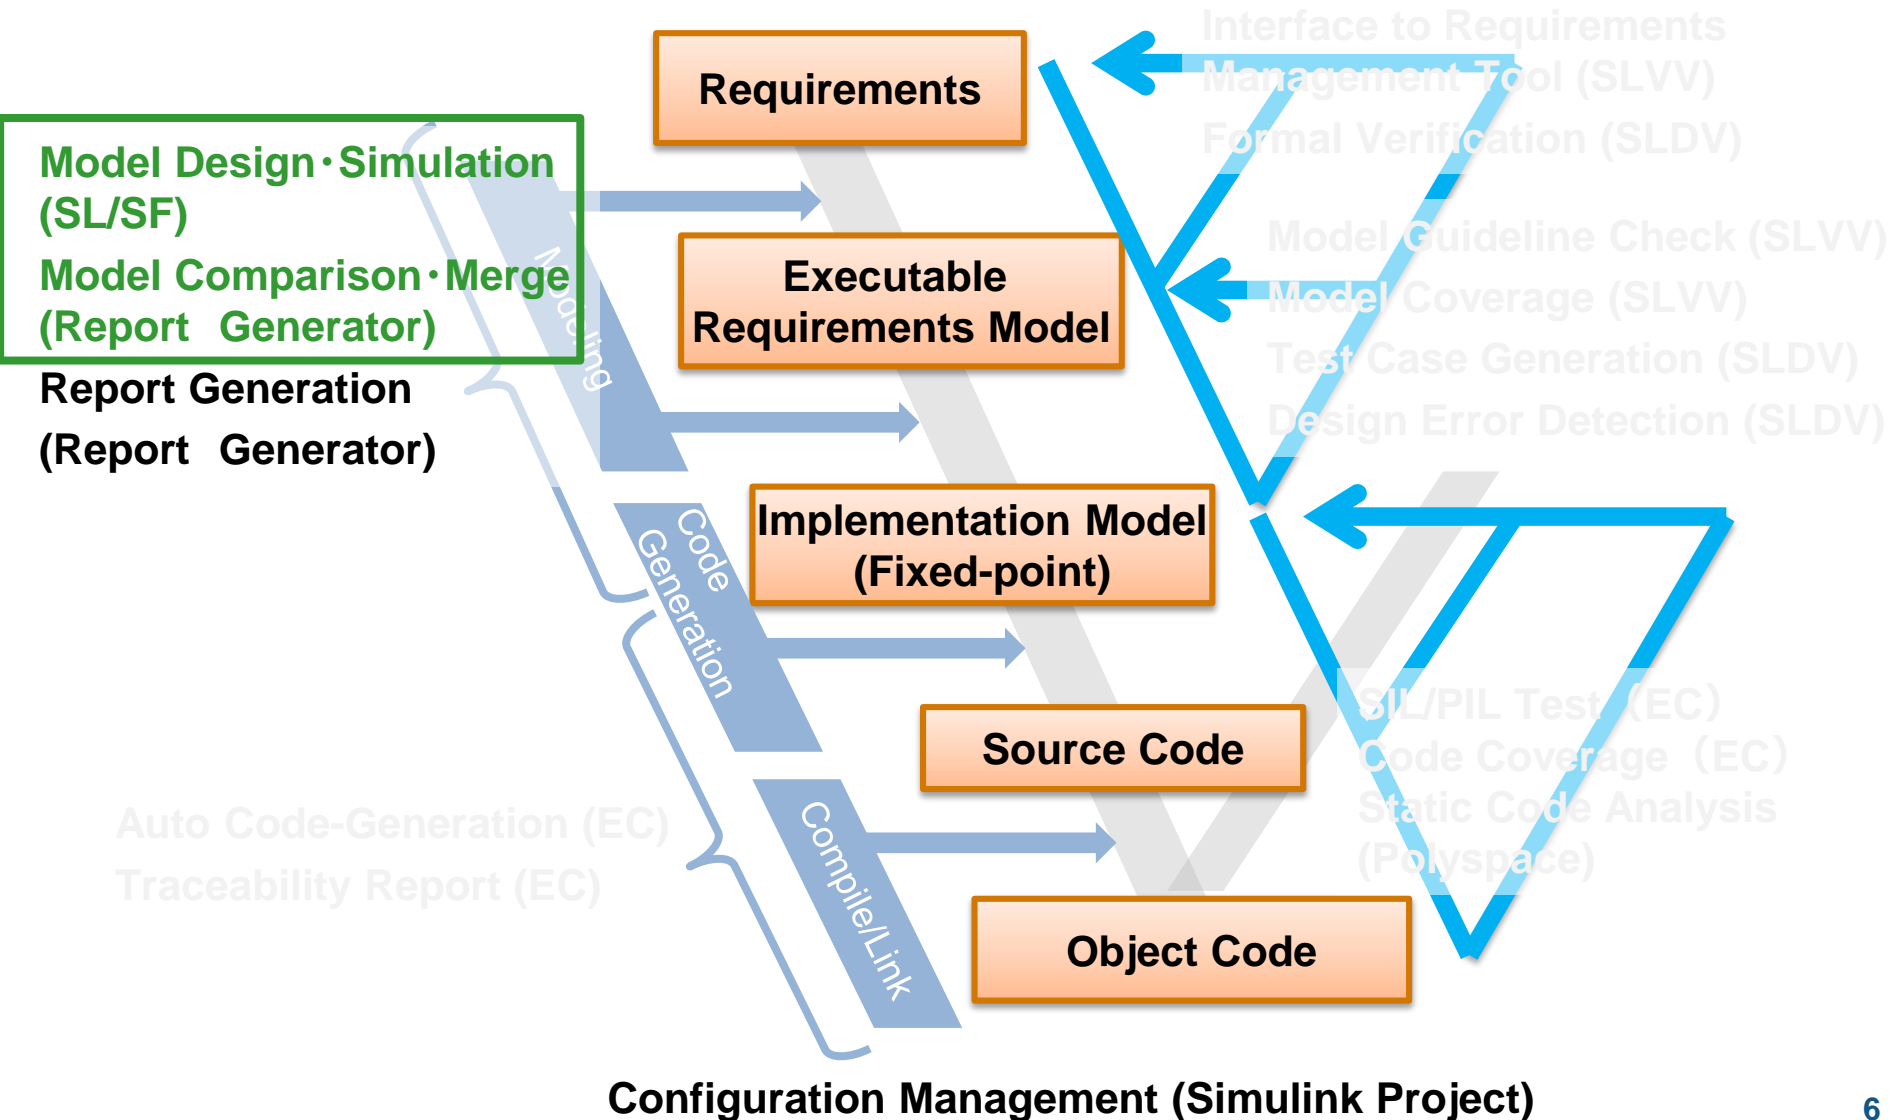 Requirements
Interface to Requirements
Management Tool (SLVV)
Formal Verification (SLDV)
Model Design・Simulation
(SL/SF)
Model Comparison・Merge
(Report Generator)
Report Generation
(Report Generator)
Modeling
Executable
Requirements Model
Model Guideline Check (SLVV)
Model Coverage (SLVV)
Test Case Generation (SLDV)
Design Error Detection (SLDV)
Code
Generation
Implementation Model
(Fixed-point)
Source Code
SIL/PIL Test（EC）
Code Coverage（EC）
Static Code Analysis
(Polyspace)
Auto Code-Generation (EC)
Traceability Report (EC)
Compile/Link
Object Code
Configuration Management (Simulink Project)
6